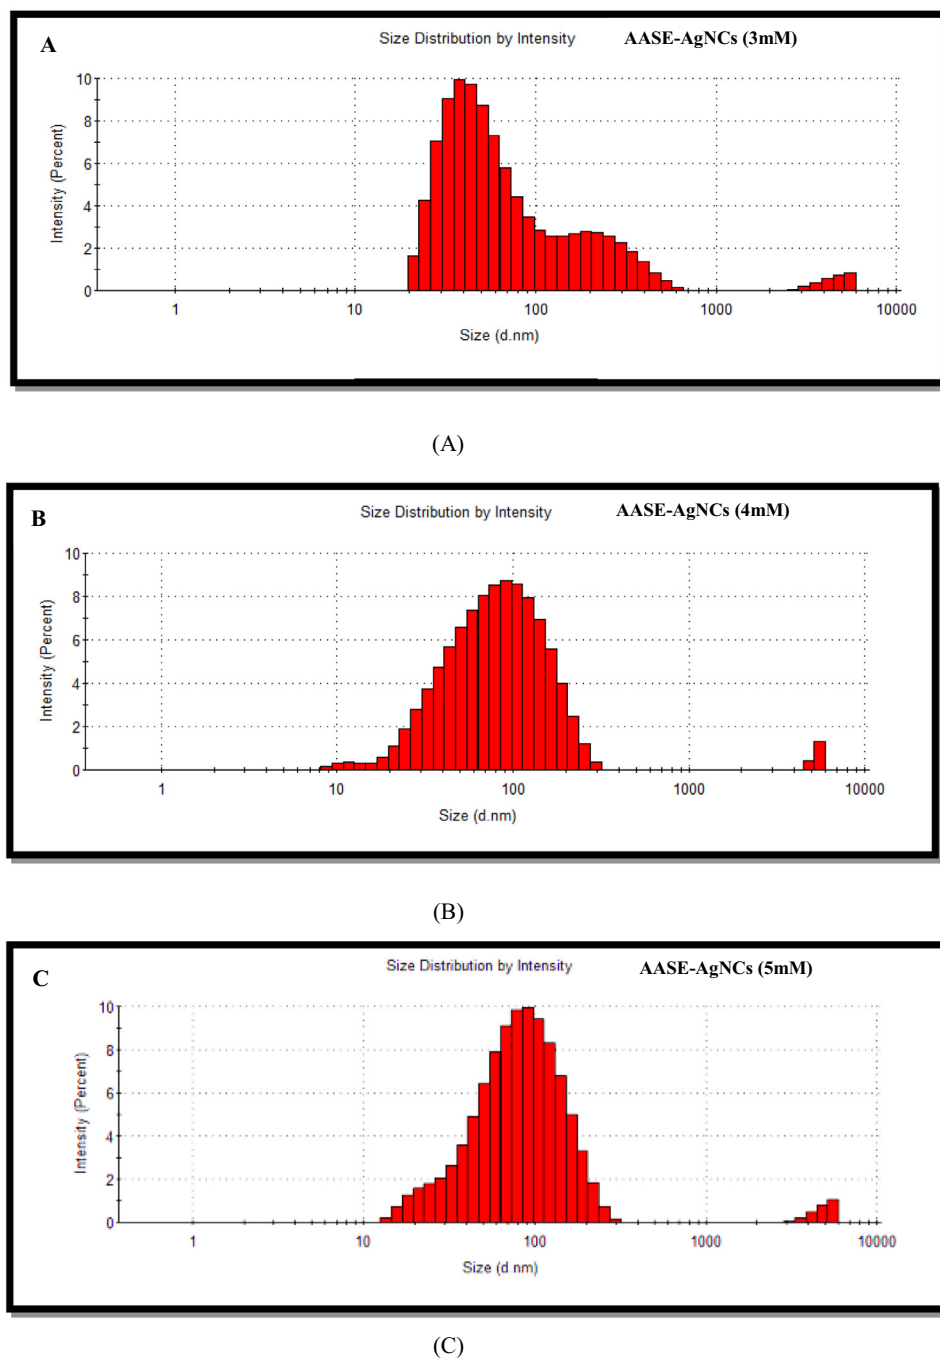 A
Size Distribution by Intensity AASE-AgNCs (3mM)
10
8
6
4
2
0
Intensity (Percent)
1 10 100 1000 10000
Size (d.nm)
(A)
B
Size Distribution by Intensity AASE-AgNCs (4mM)
10
8
6
4
2
0
Intensity (Percent)
1 10 100 1000 10000
Size (d.nm)
(B)
C
Size Distribution by Intensity AASE-AgNCs (5mM)
10
8
6
4
2
0
Intensity (Percent)
1 10 100 1000 10000
Size (d.nm)
(C)